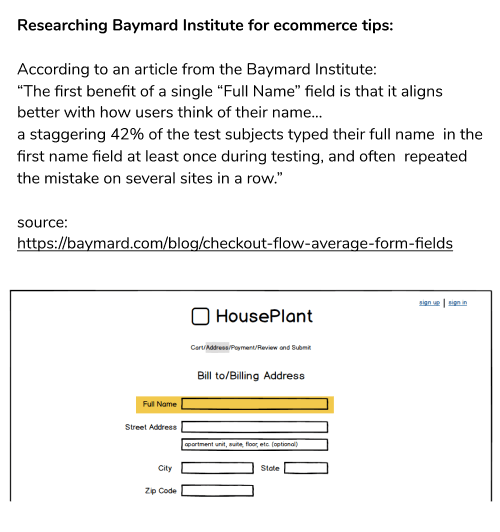 Researching Baymard Institute for ecommerce tips:
According to an article from the Baymard Institute:
“The first benefit of a single “Full Name” field is that it aligns
better with how users think of their name...
a staggering 42% of the test subjects typed their full name in the
first name field at least once during testing, and often repeated
the mistake on several sites in a row.”
source:
https://baymard.com/blog/checkout-flow-average-form-fields
sign up | sign in
HousePlant
Cart/Address/Payment/Review and Submit
Bill to/Billing Address
Full Name
Street Address
apartment unit, suite, floor, etc. (optional)
City State
Zip Code